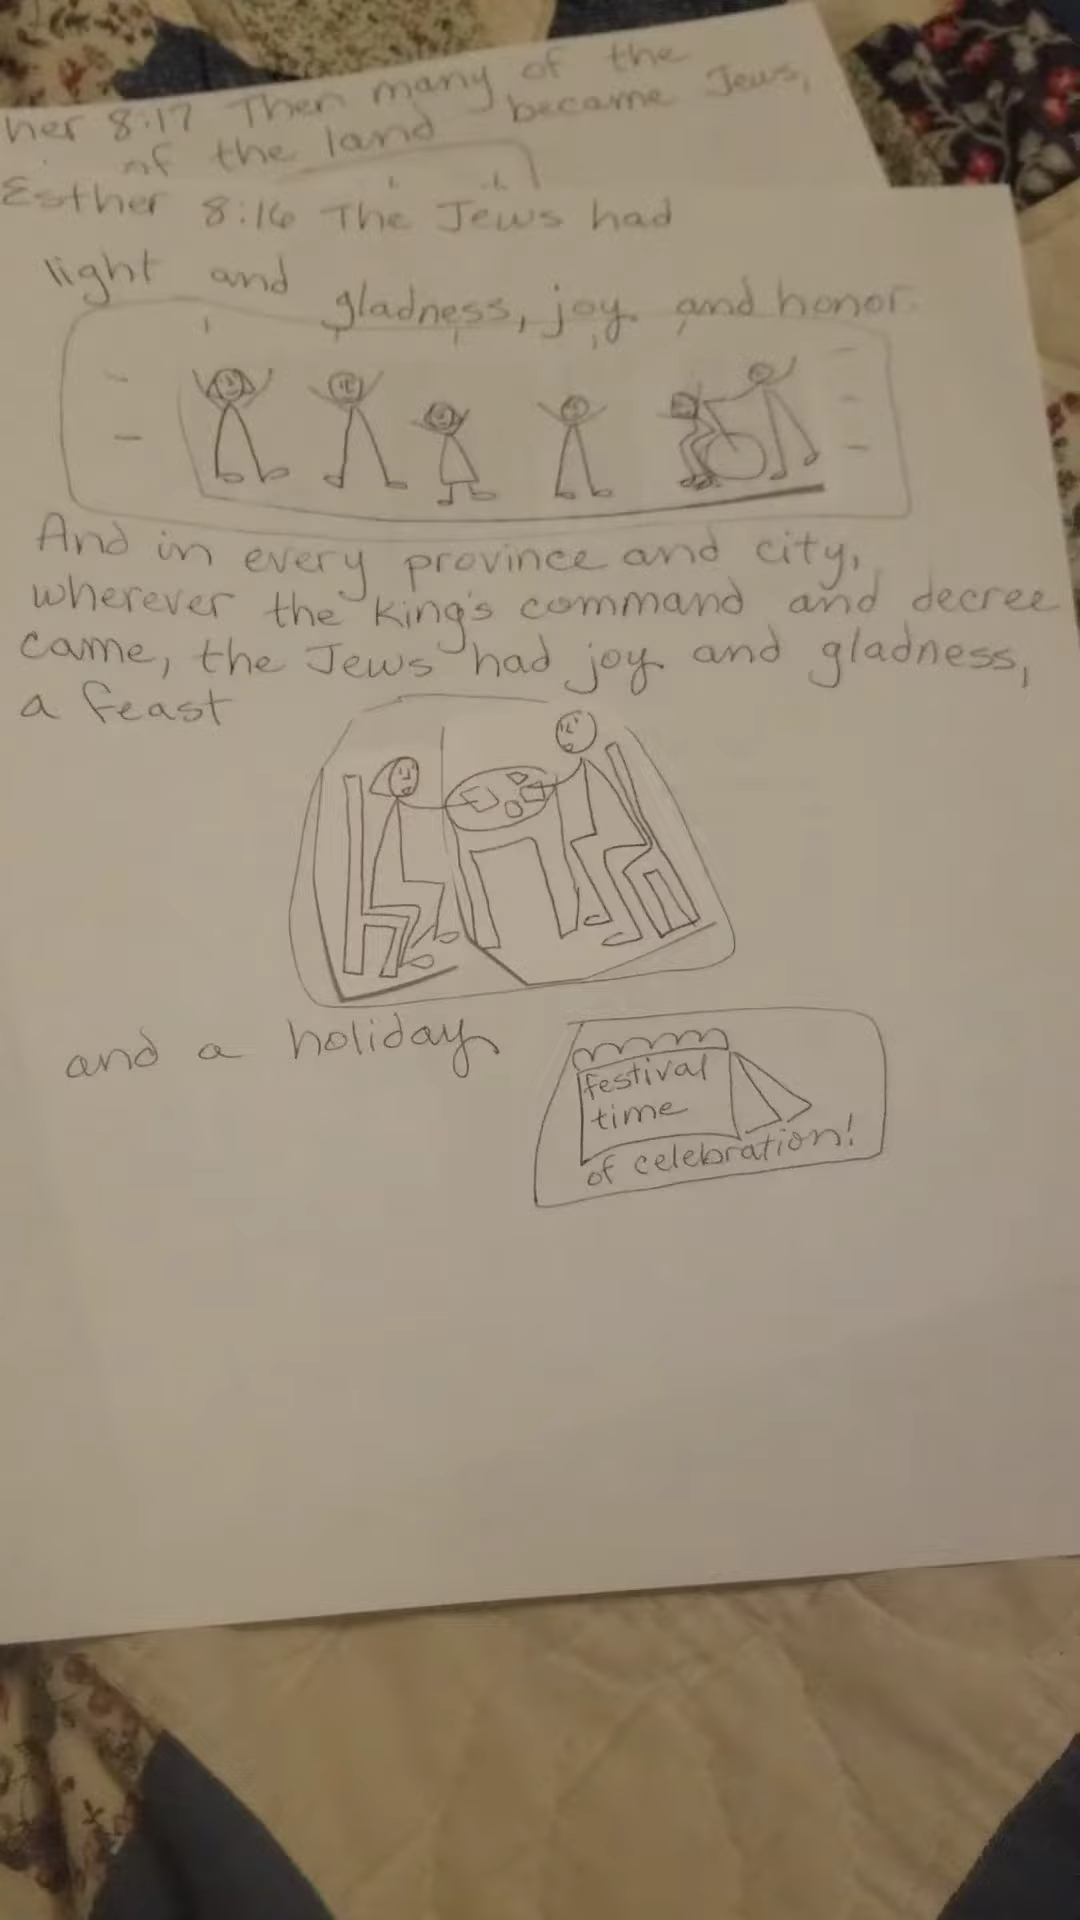 her 8:17 Then many of the
of the land became Jews,
Esther 8:16 The Jews had
light and gladness, joy and honor.
And in every province and city,
wherever the king's command and decree
came, the Jews had joy and gladness,
a feast
and a holiday
festival
time
of celebration!